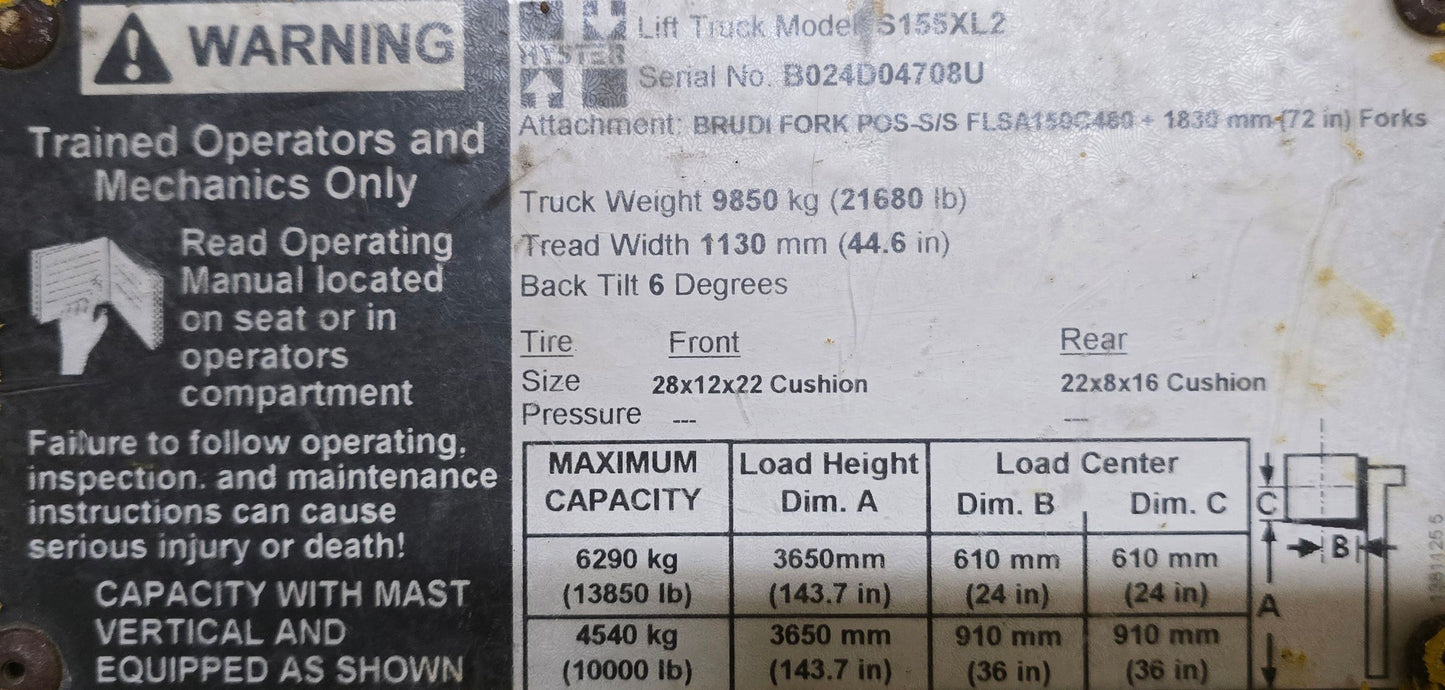 WARNING
Trained Operators and
Mechanics Only
Read Operating
Manual located
on seat or in
operators
compartment
Failure to follow operating,
inspection. and maintenance
instructions can cause
serious injury or death!
CAPACITY WITH MAST
VERTICAL AND
EQUIPPED AS SHOWN
HYSTER
Lift Truck Model S155XL2
Serial No. B024D04708U
Attachment: BRUDI FORK POS-S/S FLSA150C480 + 1830 mm (72 in) Forks
Truck Weight 9850 kg (21680 lb)
Tread Width 1130 mm (44.6 in)
Back Tilt 6 Degrees
Tire Front Rear
Size 28x12x22 Cushion 22x8x16 Cushion
Pressure --- ---
MAXIMUM Load Height Load Center
CAPACITY Dim. A Dim. B Dim. C
6290 kg 3650mm 610 mm 610 mm
(13850 lb) (143.7 in) (24 in) (24 in)
4540 kg 3650 mm 910 mm 910 mm
(10000 lb) (143.7 in) (36 in) (36 in)
C
B
A